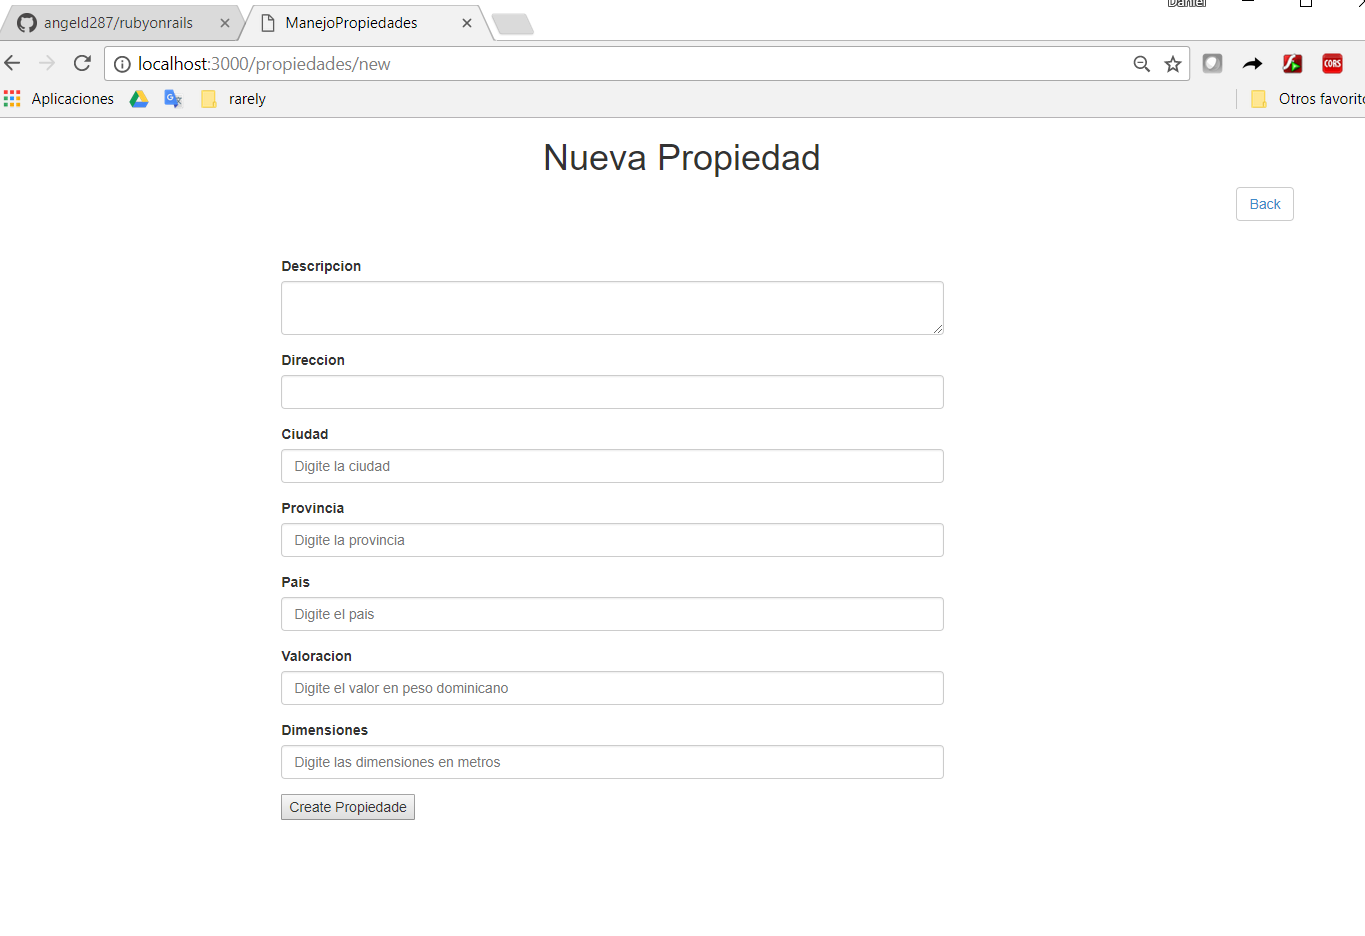 Daniel
angeld287/rubyonrails
ManejoPropiedades
localhost:3000/propiedades/new
CORS
Aplicaciones
rarely
Otros favorito
Nueva Propiedad
Back
Descripcion
Direccion
Ciudad
Digite la ciudad
Provincia
Digite la provincia
Pais
Digite el pais
Valoracion
Digite el valor en peso dominicano
Dimensiones
Digite las dimensiones en metros
Create Propiedade